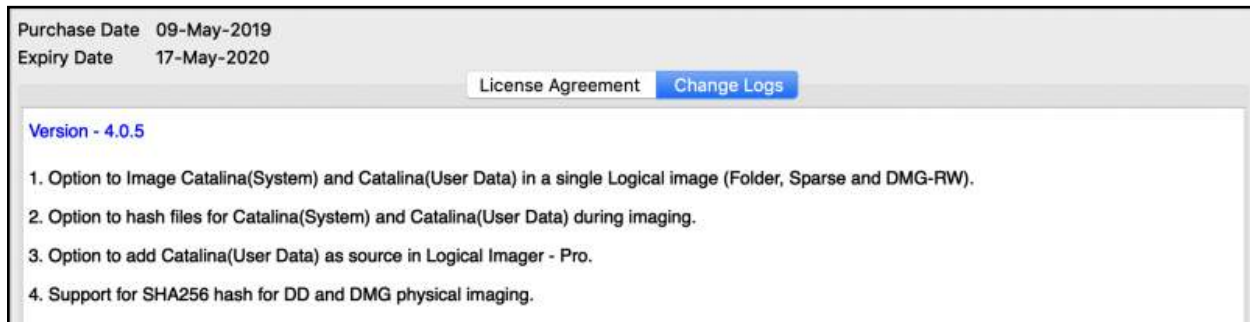 Purchase Date 09-May-2019
Expiry Date 17-May-2020
License Agreement Change Logs
Version - 4.0.5
1. Option to Image Catalina(System) and Catalina(User Data) in a single Logical image (Folder, Sparse and DMG-RW).
2. Option to hash files for Catalina(System) and Catalina(User Data) during imaging.
3. Option to add Catalina(User Data) as source in Logical Imager - Pro.
4. Support for SHA256 hash for DD and DMG physical imaging.